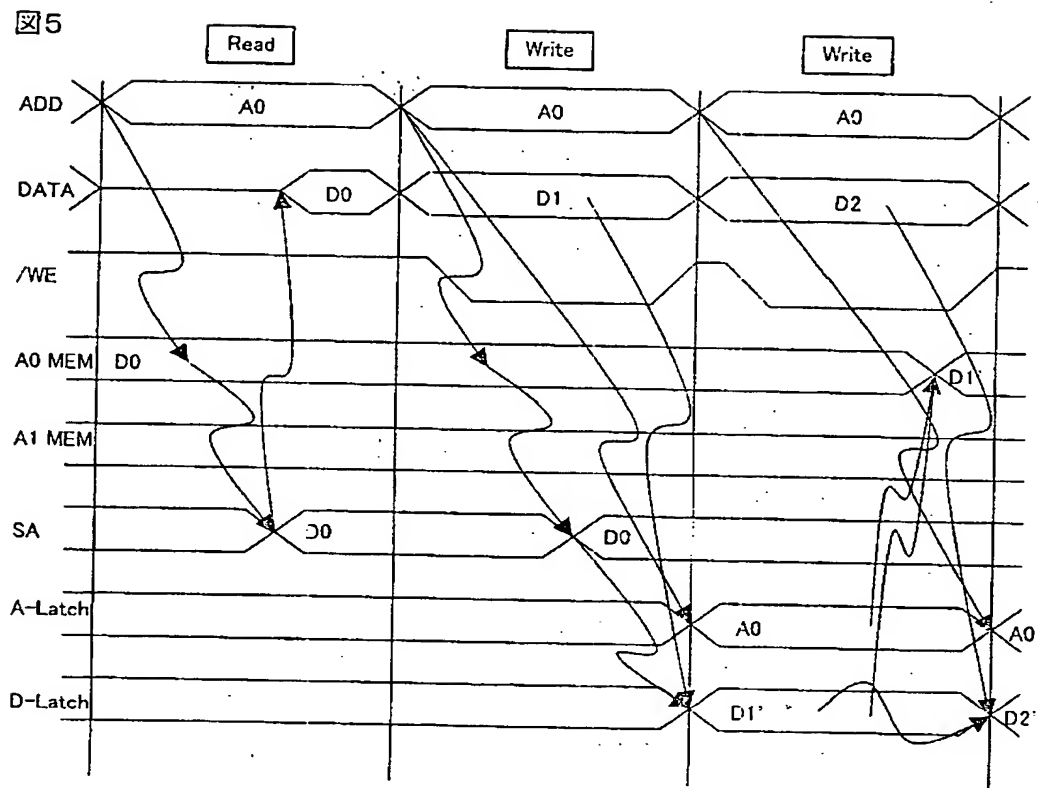 図5
Read
Write
Write
ADD
A0
A0
A0
DATA
D0
D1
D2
/WE
A0 MEM
D0
D1'
A1 MEM
SA
D0
D0
A-Latch
A0
A0
D-Latch
D1'
D2'